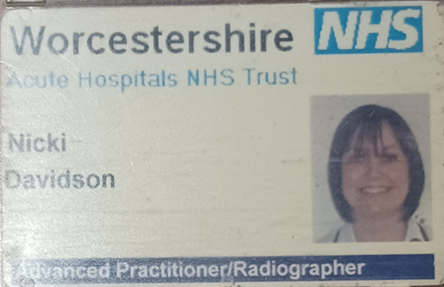 Worcestershire NHS
Acute Hospitals NHS Trust
Nicki
Davidson
Advanced Practitioner/Radiographer